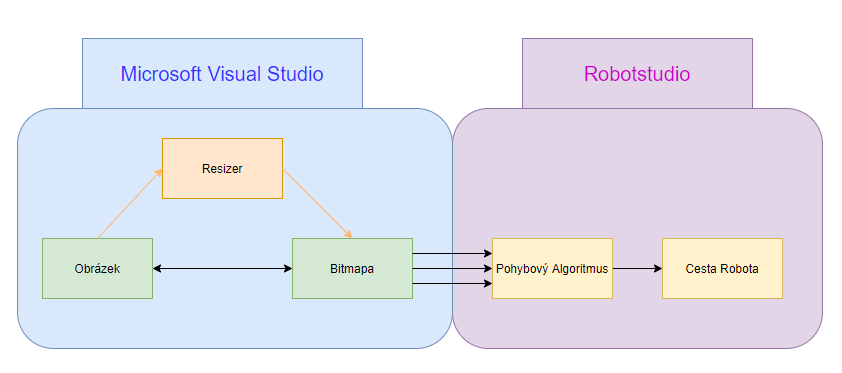 Microsoft Visual Studio
Robotstudio
Resizer
Obrázek
Bitmapa
Pohybový Algoritmus
Cesta Robota